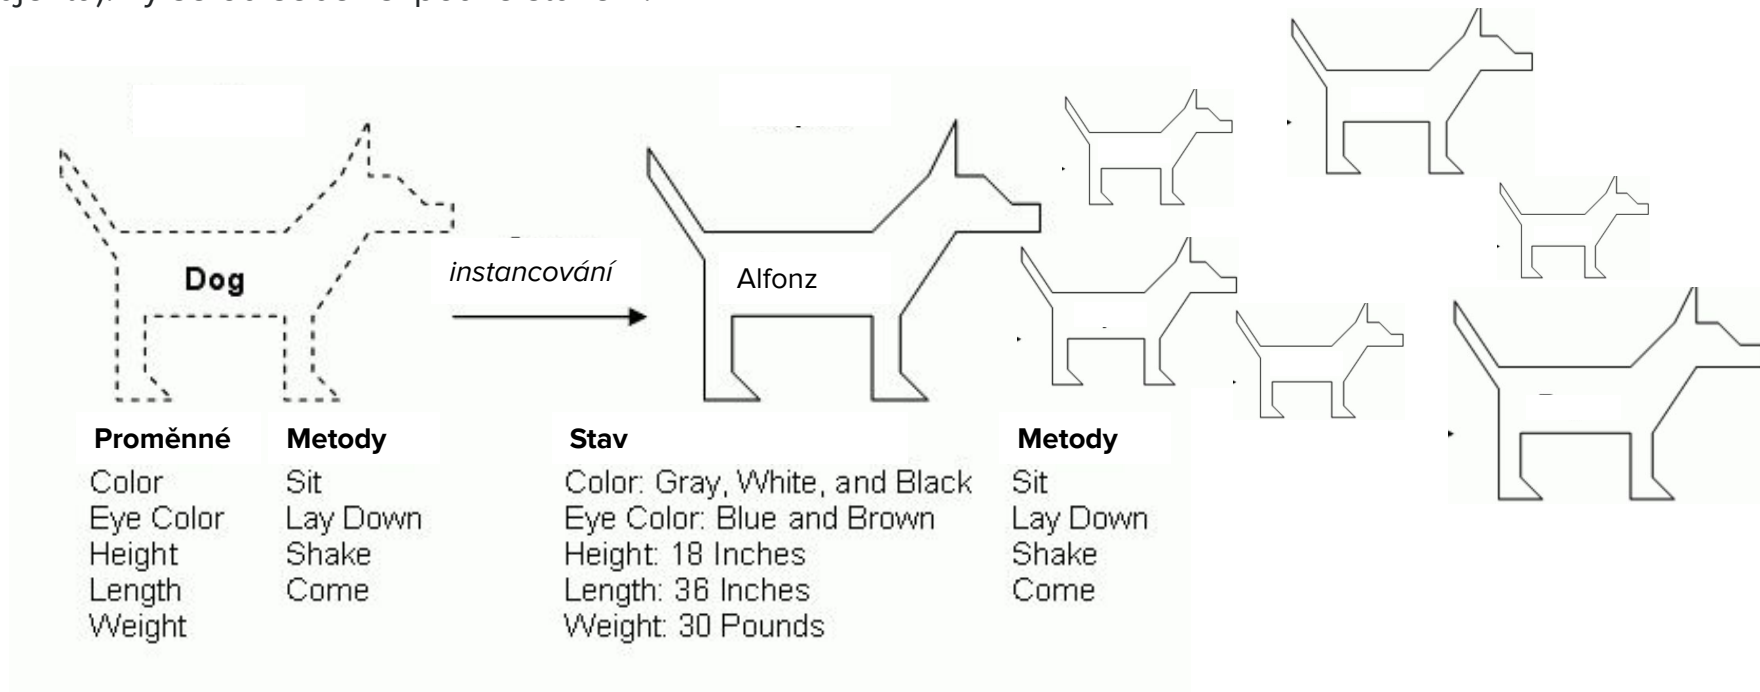 Dog
instancování
Alfonz
Proměnné
Color
Eye Color
Height
Length
Weight
Metody
Sit
Lay Down
Shake
Come
Stav
Color: Gray, White, and Black
Eye Color: Blue and Brown
Height: 18 Inches
Length: 36 Inches
Weight: 30 Pounds
Metody
Sit
Lay Down
Shake
Come